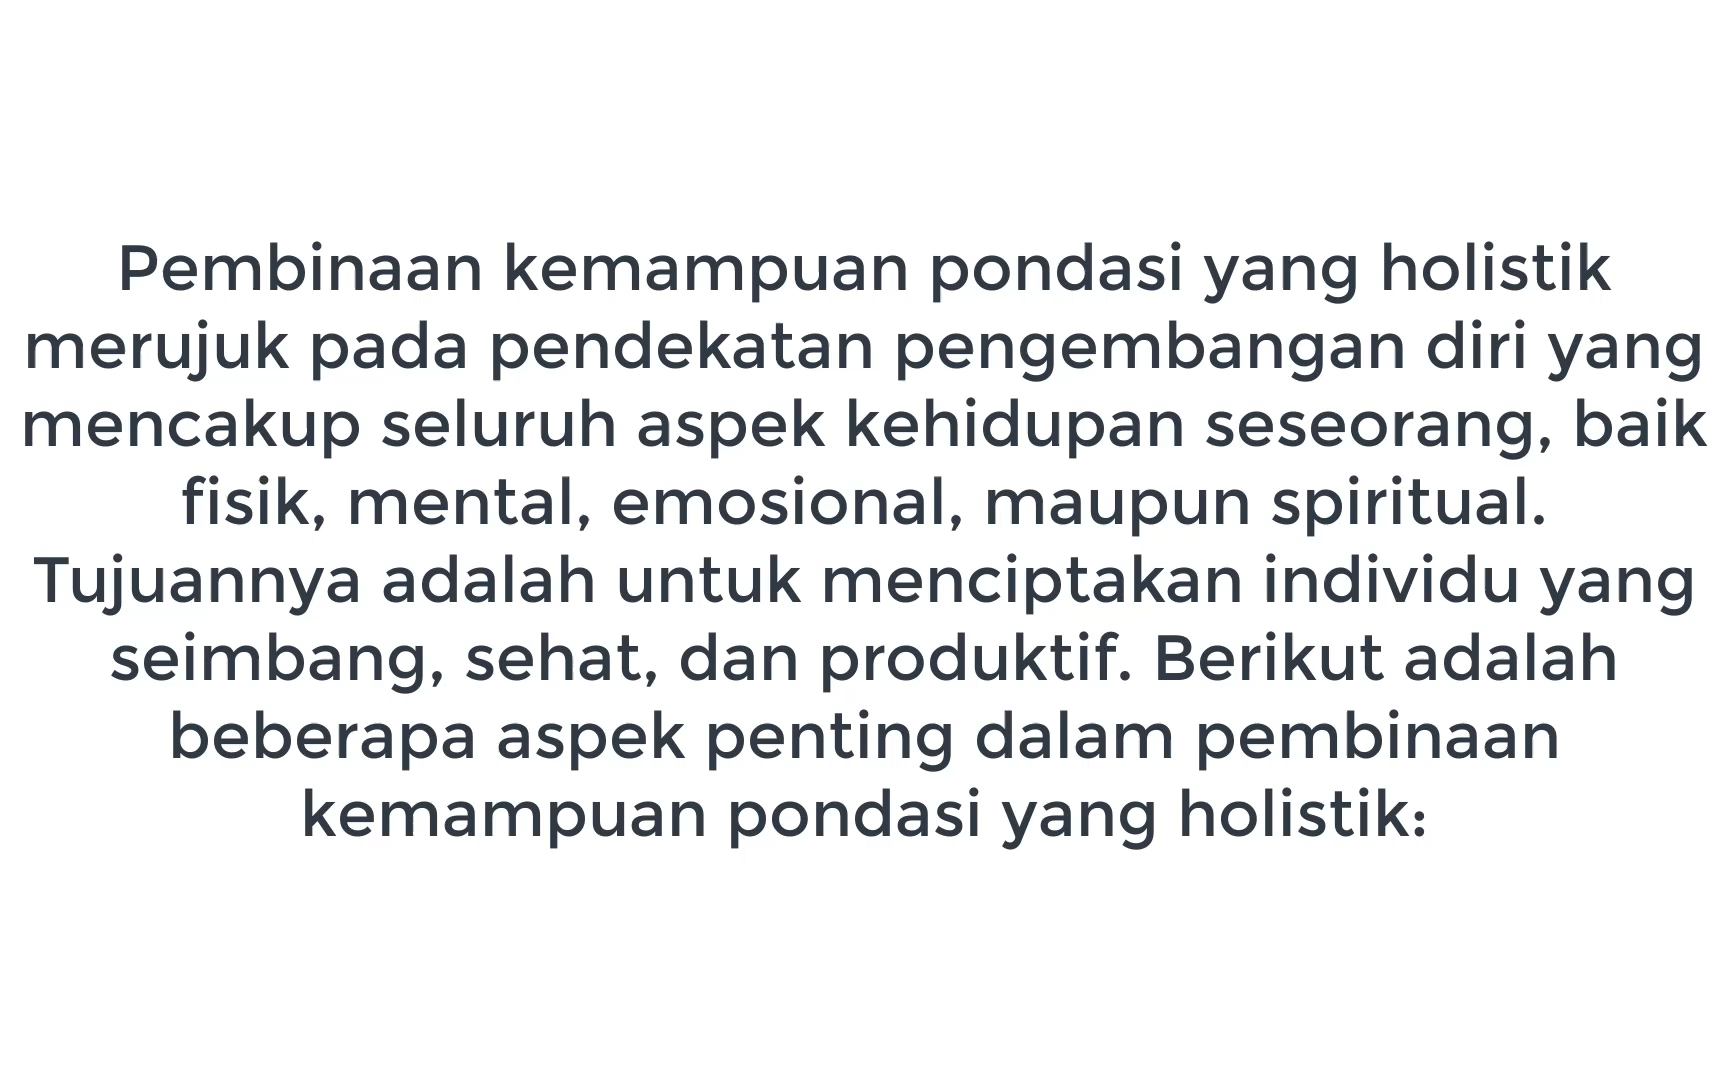 Pembinaan kemampuan pondasi yang holistik
merujuk pada pendekatan pengembangan diri yang
mencakup seluruh aspek kehidupan seseorang, baik
fisik, mental, emosional, maupun spiritual.
Tujuannya adalah untuk menciptakan individu yang
seimbang, sehat, dan produktif. Berikut adalah
beberapa aspek penting dalam pembinaan
kemampuan pondasi yang holistik: